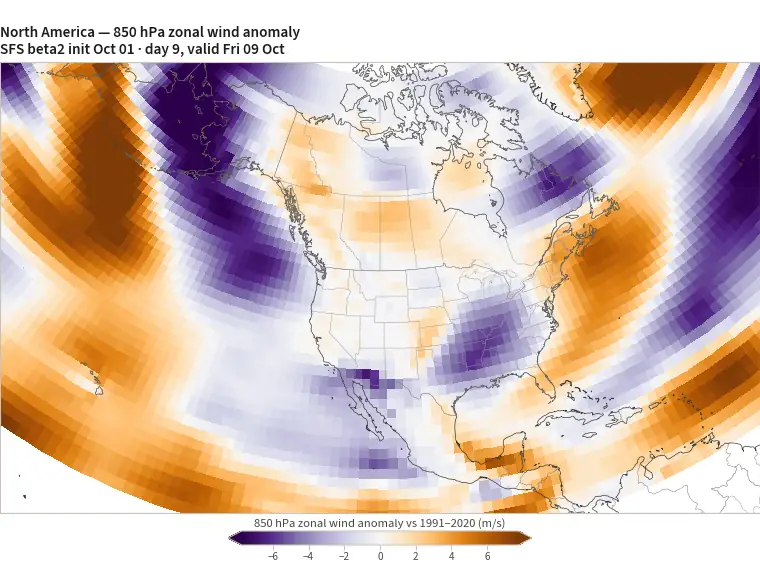 North America — 850 hPa zonal wind anomaly
SFS beta2 init Oct 01 · day 9, valid Fri 09 Oct
850 hPa zonal wind anomaly vs 1991–2020 (m/s)
−6 −4 −2 0 2 4 6